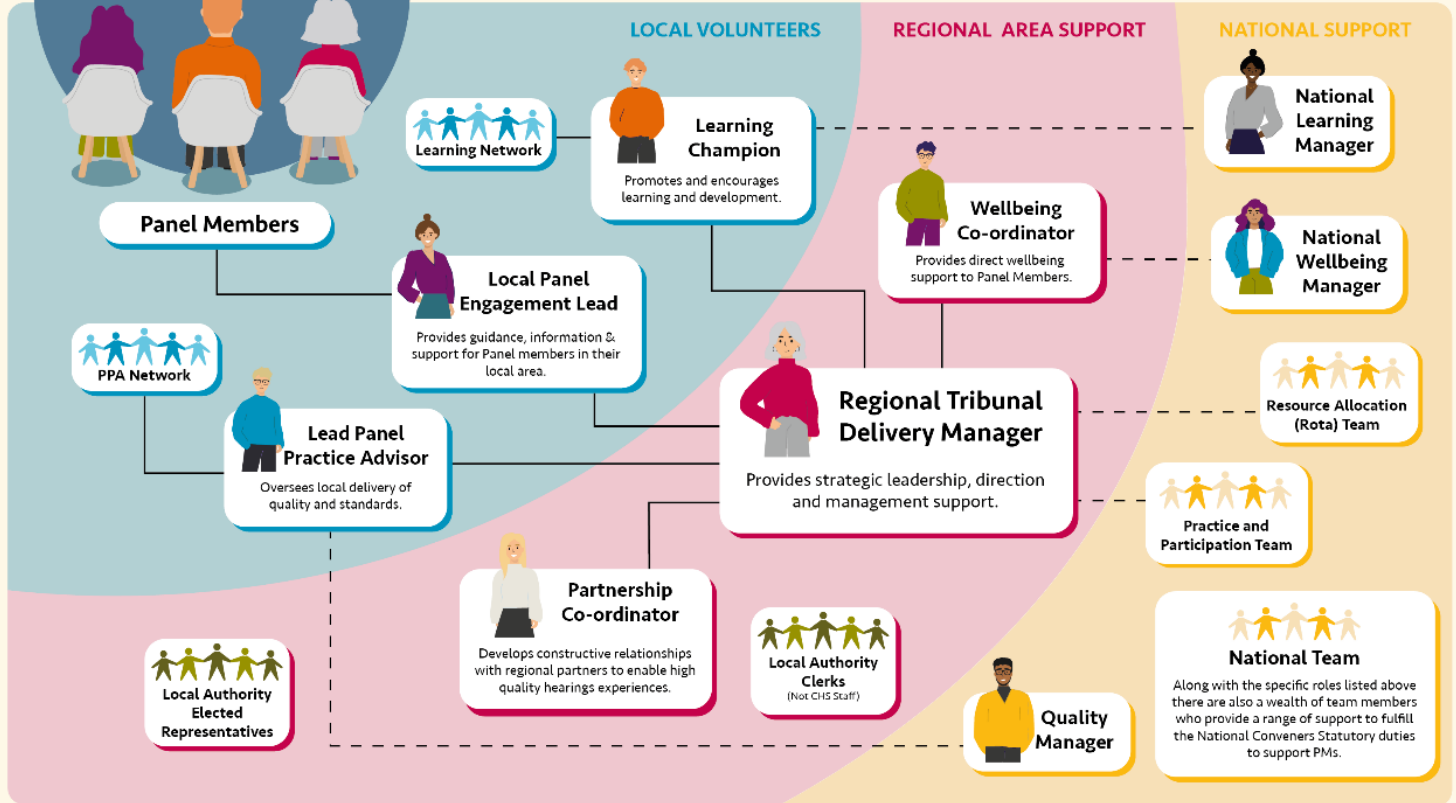 LOCAL VOLUNTEERS
REGIONAL AREA SUPPORT
NATIONAL SUPPORT
Learning Network
Learning
Champion
Promotes and encourages
learning and development.
National
Learning
Manager
Panel Members
Wellbeing
Co-ordinator
Provides direct wellbeing
support to Panel Members.
National
Wellbeing
Manager
Local Panel
Engagement Lead
Provides guidance, information &
support for Panel members in their
local area.
PPA Network
Lead Panel
Practice Advisor
Oversees local delivery of
quality and standards.
Regional Tribunal
Delivery Manager
Provides strategic leadership, direction
and management support.
Resource Allocation
(Rota) Team
Practice and
Participation Team
Partnership
Co-ordinator
Develops constructive relationships
with regional partners to enable high
quality hearings experiences.
Local Authority
Clerks
(Not CHS Staff)
Local Authority
Elected
Representatives
Quality
Manager
National Team
Along with the specific roles listed above
there are also a wealth of team members
who provide a range of support to fulfill
the National Conveners Statutory duties
to support PMs.